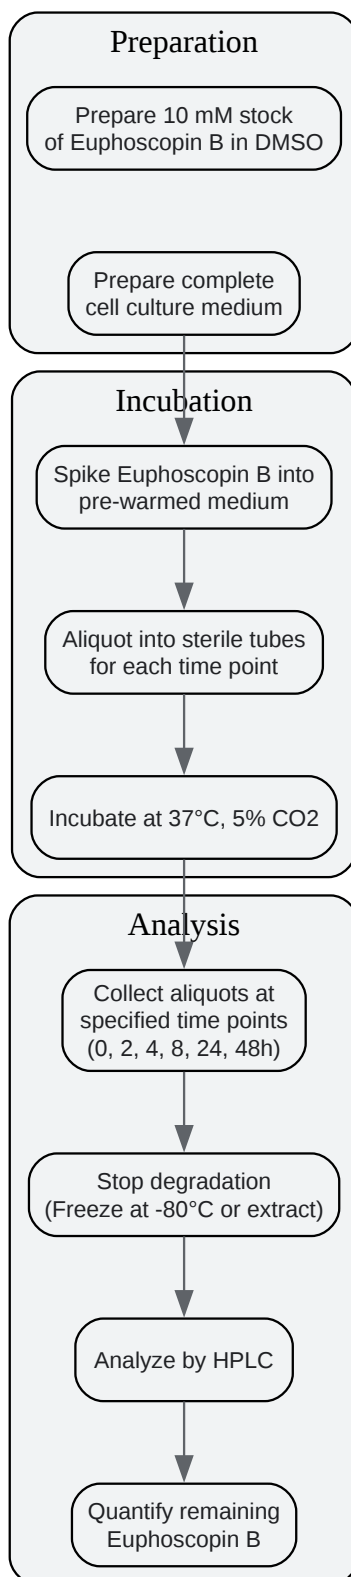 Preparation
Prepare 10 mM stock
of Euphoscopin B in DMSO
Prepare complete
cell culture medium
Incubation
Spike Euphoscopin B into
pre-warmed medium
Aliquot into sterile tubes
for each time point
Incubate at 37°C, 5% CO2
Analysis
Collect aliquots at
specified time points
(0, 2, 4, 8, 24, 48h)
Stop degradation
(Freeze at -80°C or extract)
Analyze by HPLC
Quantify remaining
Euphoscopin B